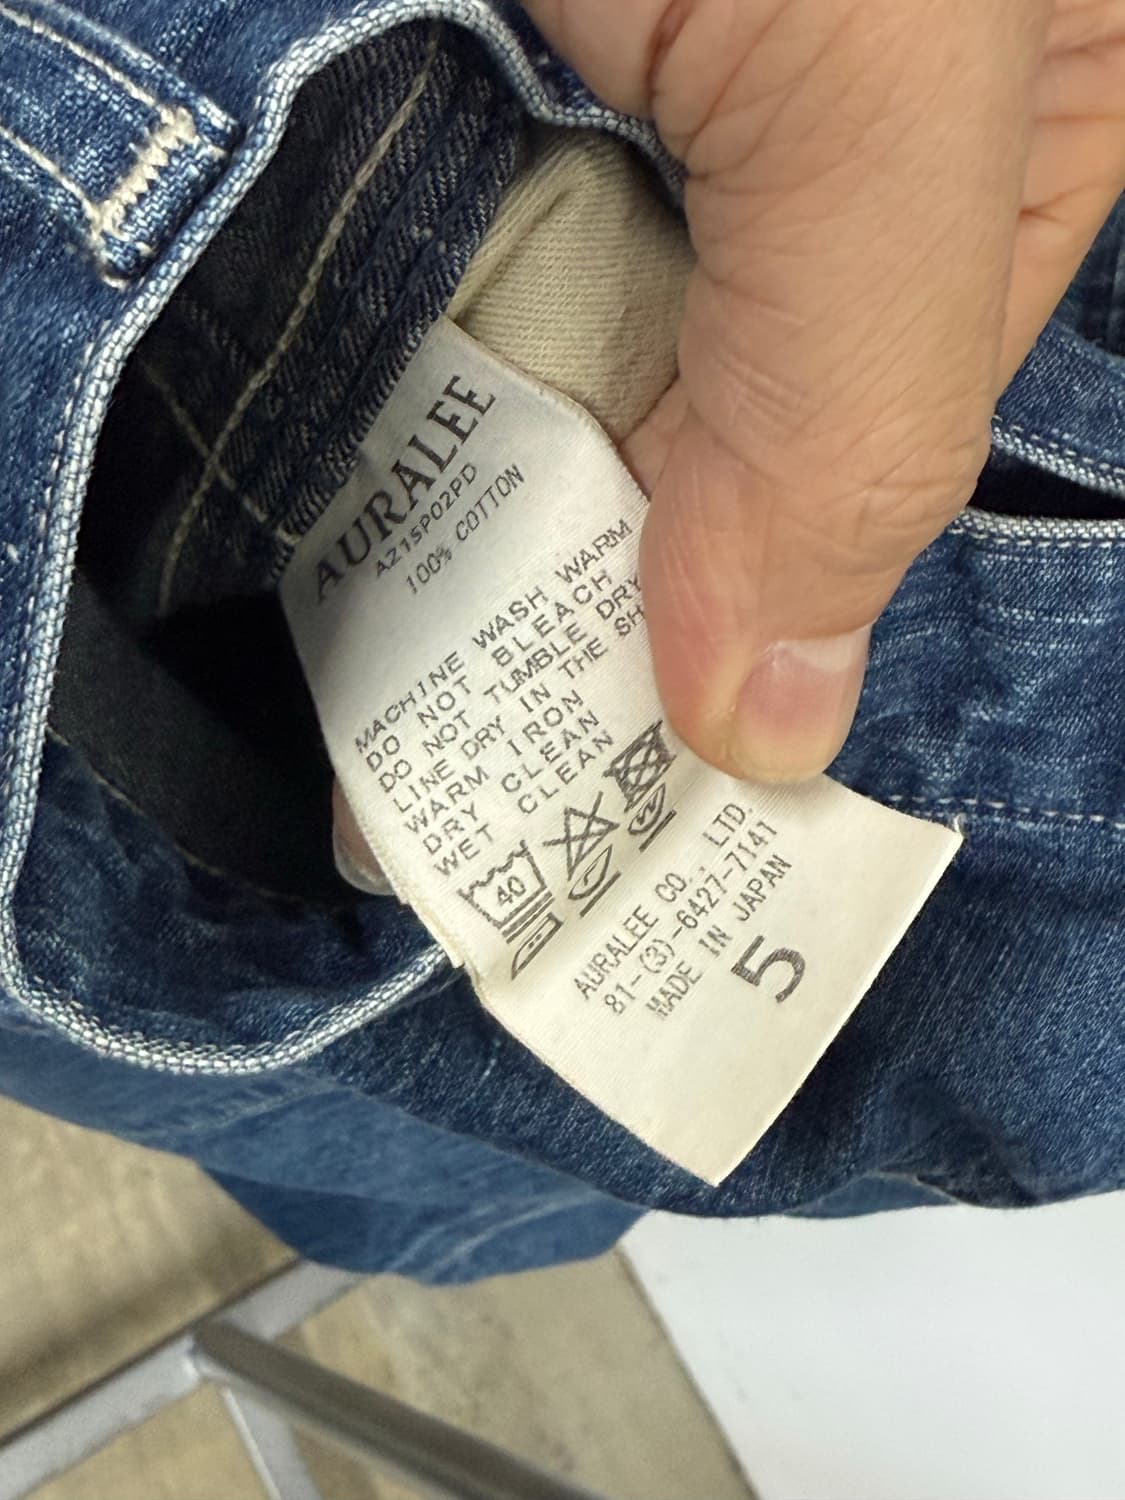 AURALEE
AZ1SP02PD
100% COTTON
MACHINE WASH WARM
DO NOT BLEACH
DO NOT TUMBLE DRY
LINE DRY IN THE
WARM IRON
DRY CLEAN
WET CLEAN
40
W
AURALEE CO., LTD.
81-(3)-6427-7141
MADE IN JAPAN
5